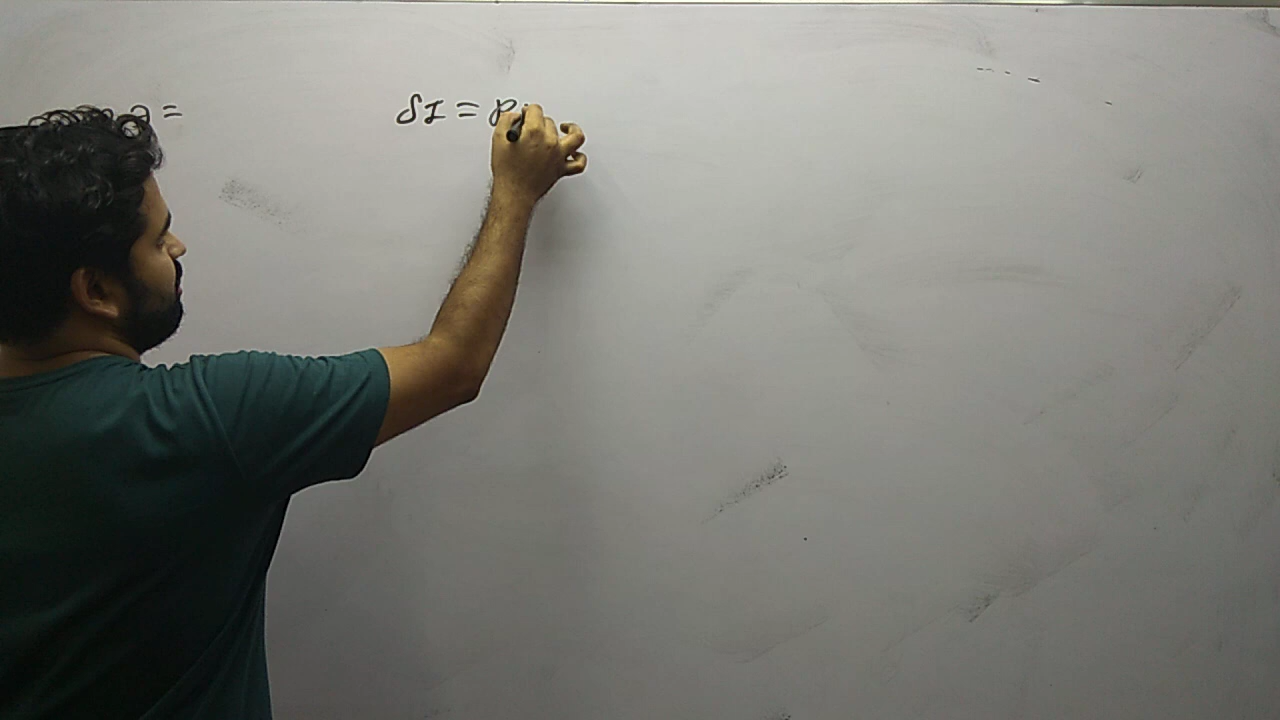 = SI = P